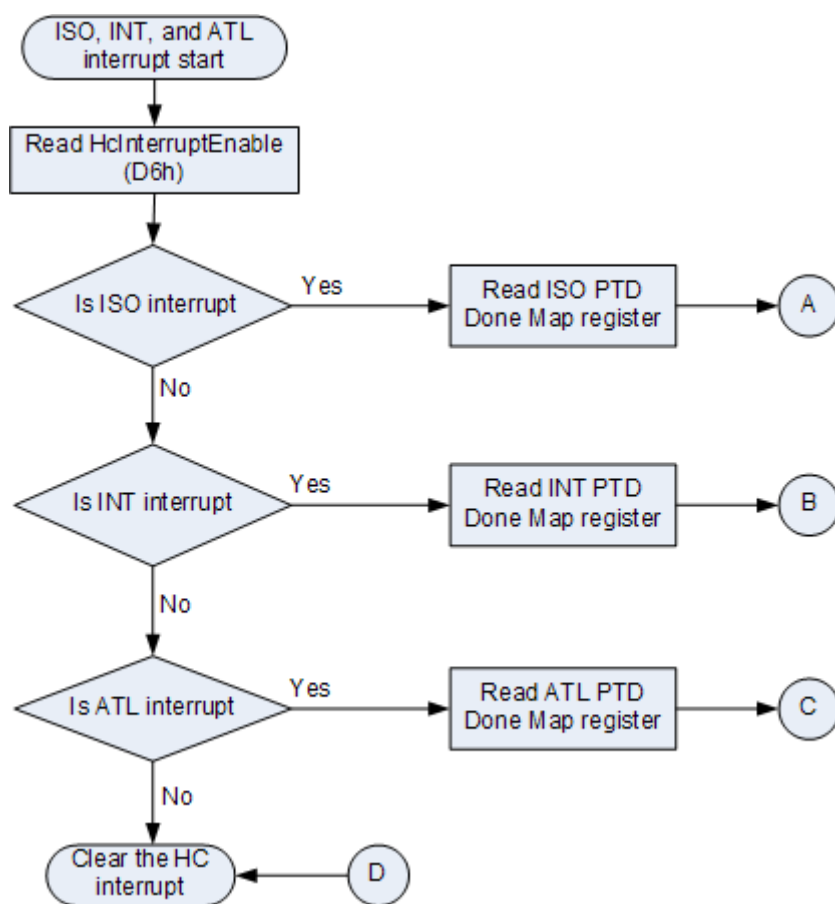 ISO, INT, and ATL
interrupt start
Read HcInterruptEnable
(D6h)
Is ISO interrupt
Yes
Read ISO PTD
Done Map register
A
No
Is INT interrupt
Yes
Read INT PTD
Done Map register
B
No
Is ATL interrupt
Yes
Read ATL PTD
Done Map register
C
No
Clear the HC
interrupt
D